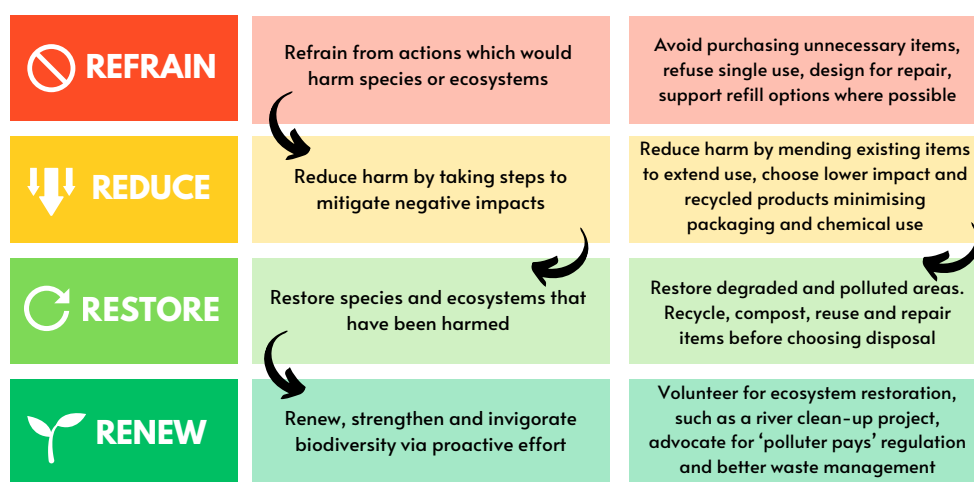 REFRAIN
Refrain from actions which would
harm species or ecosystems
Avoid purchasing unnecessary items,
refuse single use, design for repair,
support refill options where possible
REDUCE
Reduce harm by taking steps to
mitigate negative impacts
Reduce harm by mending existing items
to extend use, choose lower impact and
recycled products minimising
packaging and chemical use
RESTORE
Restore species and ecosystems that
have been harmed
Restore degraded and polluted areas.
Recycle, compost, reuse and repair
items before choosing disposal
RENEW
Renew, strengthen and invigorate
biodiversity via proactive effort
Volunteer for ecosystem restoration,
such as a river clean-up project,
advocate for ‘polluter pays’ regulation
and better waste management